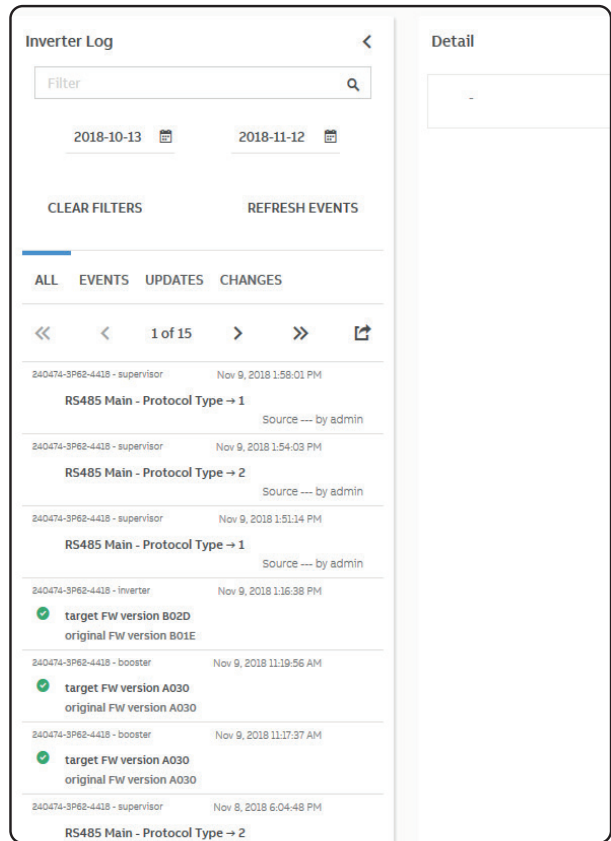 Inverter Log
Detail
Filter
-
2018-10-13 2018-11-12
CLEAR FILTERS REFRESH EVENTS
ALL EVENTS UPDATES CHANGES
1 of 15
240474-3P62-4418 - supervisor Nov 9, 2018 1:58:01 PM
RS485 Main - Protocol Type → 1
Source --- by admin
240474-3P62-4418 - supervisor Nov 9, 2018 1:54:03 PM
RS485 Main - Protocol Type → 2
Source --- by admin
240474-3P62-4418 - supervisor Nov 9, 2018 1:51:14 PM
RS485 Main - Protocol Type → 1
Source --- by admin
240474-3P62-4418 - inverter Nov 9, 2018 1:16:38 PM
target FW version B02D
original FW version B01E
240474-3P62-4418 - booster Nov 9, 2018 11:19:56 AM
target FW version A030
original FW version A030
240474-3P62-4418 - booster Nov 9, 2018 11:17:37 AM
target FW version A030
original FW version A030
240474-3P62-4418 - supervisor Nov 8, 2018 6:04:48 PM
RS485 Main - Protocol Type → 2